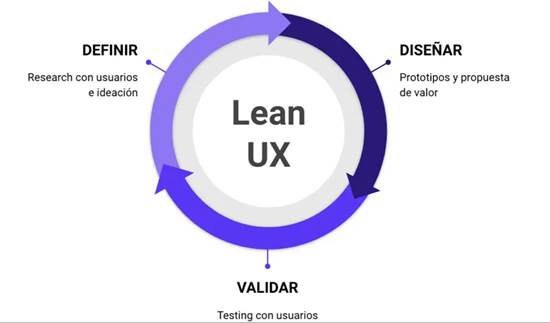 DEFINIR
Research con usuarios
e ideación
DISEÑAR
Prototipos y propuesta
de valor
Lean
UX
VALIDAR
Testing con usuarios